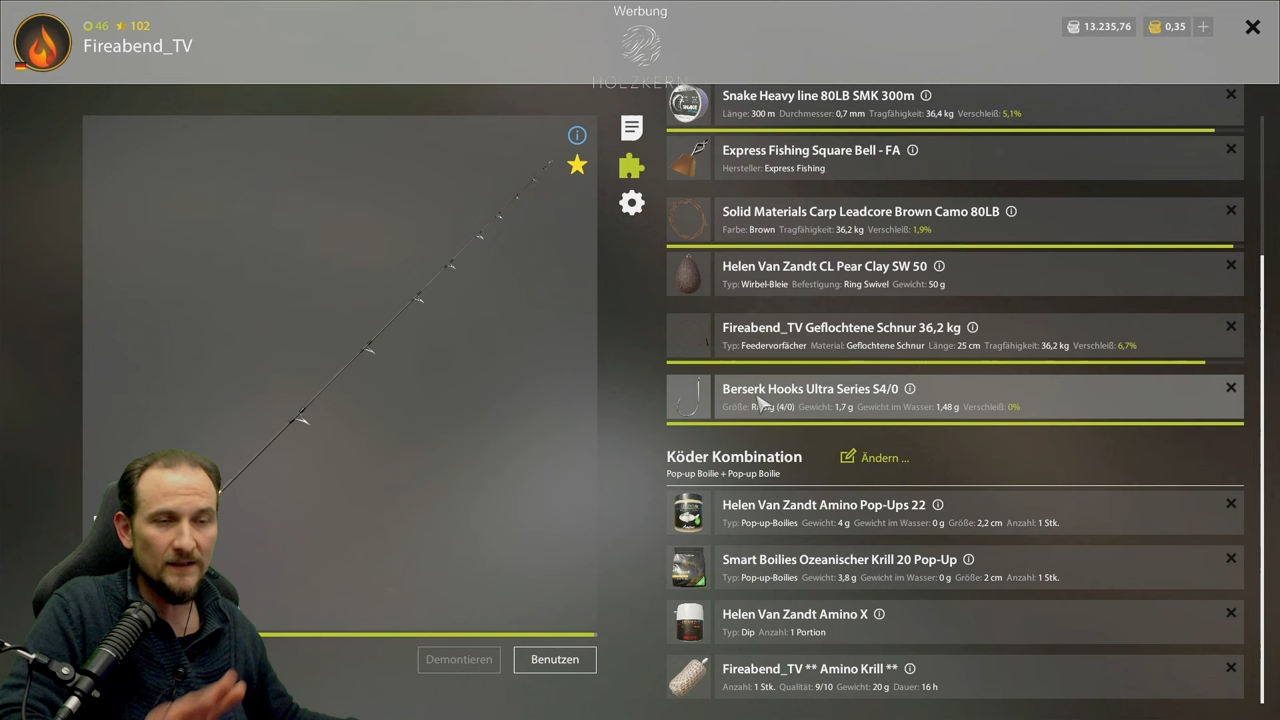 46 102
Fireabend_TV
Werbung
HOLZKERN
13.235,76
0,35
Snake Heavy line 80LB SMK 300m
Länge: 300 m Durchmesser: 0,7 mm Tragfähigkeit: 36,4 kg Verschleiß: 5,1%
Express Fishing Square Bell - FA
Hersteller: Express Fishing
Solid Materials Carp Leadcore Brown Camo 80LB
Farbe: Brown Tragfähigkeit: 36,2 kg Verschleiß: 1,9%
Helen Van Zandt CL Pear Clay SW 50
Typ: Wirbel-Bleie Befestigung: Ring Swivel Gewicht: 50 g
Fireabend_TV Geflochtene Schnur 36,2 kg
Typ: Feedervorfächer Material: Geflochtene Schnur Länge: 25 cm Tragfähigkeit: 36,2 kg Verschleiß: 6,7%
Berserk Hooks Ultra Series S4/0
Größe: (4/0) Gewicht: 1,7 g Gewicht im Wasser: 1,48 g Verschleiß: 0%
Köder Kombination
Ändern ...
Pop-up Boilie + Pop-up Boilie
Helen Van Zandt Amino Pop-Ups 22
Typ: Pop-up-Boilies Gewicht: 4 g Gewicht im Wasser: 0 g Größe: 2,2 cm Anzahl: 1 Stk.
Smart Boilies Ozeanischer Krill 20 Pop-Up
Typ: Pop-up-Boilies Gewicht: 3,8 g Gewicht im Wasser: 0 g Größe: 2 cm Anzahl: 1 Stk.
Helen Van Zandt Amino X
Typ: Dip Anzahl: 1 Portion
Fireabend_TV ** Amino Krill **
Anzahl: 1 Stk. Qualität: 9/10 Gewicht: 20 g Dauer: 16 h
Demontieren
Benutzen